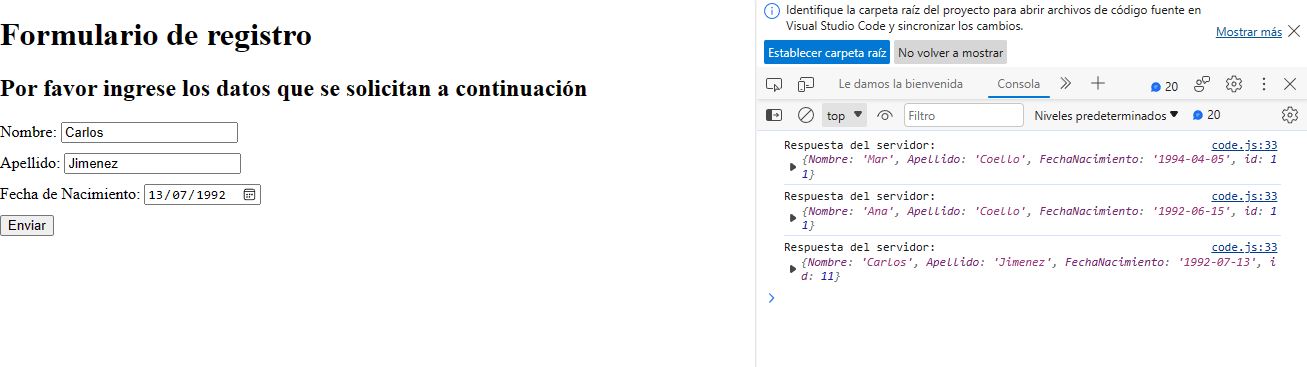 Formulario de registro
Por favor ingrese los datos que se solicitan a continuación
Nombre: Carlos
Apellido: Jimenez
Fecha de Nacimiento: 13/07/1992
Enviar
Identifique la carpeta raíz del proyecto para abrir archivos de código fuente en
Visual Studio Code y sincronizar los cambios.
Mostrar más
Establecer carpeta raíz No volver a mostrar
Le damos la bienvenida Consola 20
top Filtro Niveles predeterminados 20
Respuesta del servidor: code.js:33
{Nombre: 'Mar', Apellido: 'Coello', FechaNacimiento: '1994-04-05', id: 1
1}
Respuesta del servidor: code.js:33
{Nombre: 'Ana', Apellido: 'Coello', FechaNacimiento: '1992-06-15', id: 1
1}
Respuesta del servidor: code.js:33
{Nombre: 'Carlos', Apellido: 'Jimenez', FechaNacimiento: '1992-07-13', i
d: 11}